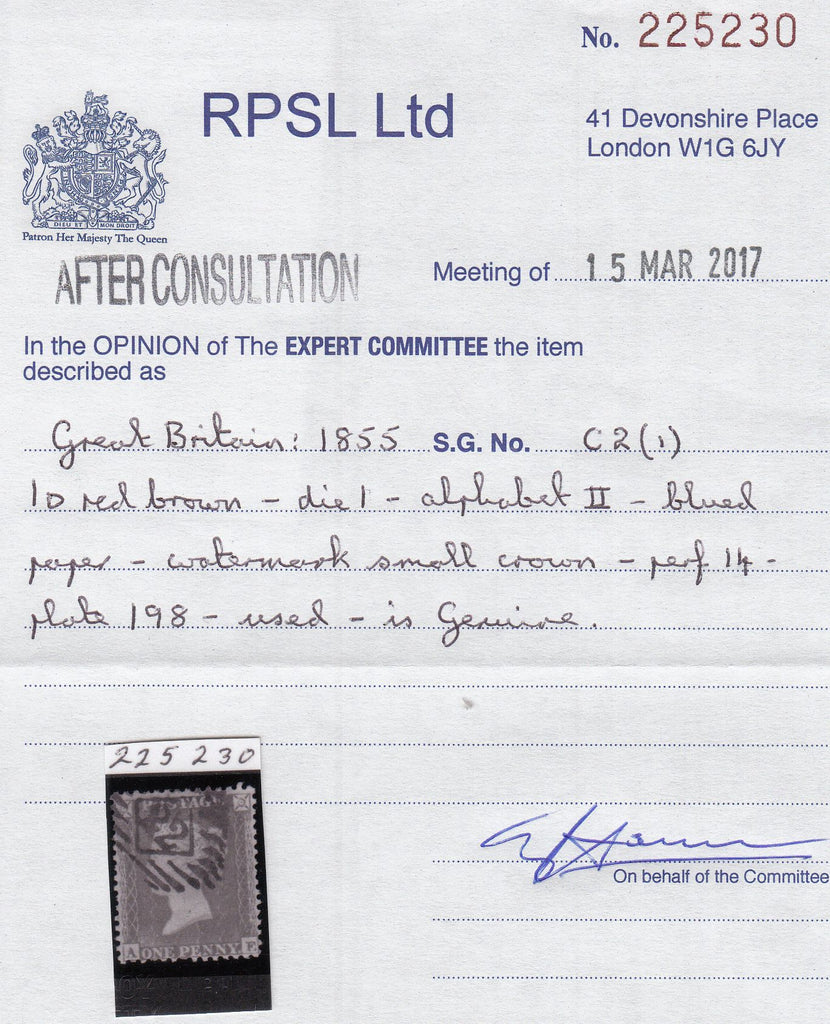 No. 225230
RPSL Ltd
41 Devonshire Place
London W1G 6JY
DIEU ET MON DROIT
Patron Her Majesty The Queen
AFTER CONSULTATION
Meeting of 15 MAR 2017
In the OPINION of The EXPERT COMMITTEE the item
described as
Great Britain: 1855 S.G. No. C2(1)
1D red brown - die 1 - alphabet II - blued
paper - watermark small crown - perf 14 -
plate 198 - used - is Genuine.
225 230
POSTAGE
A ONE PENNY F
On behalf of the Committee